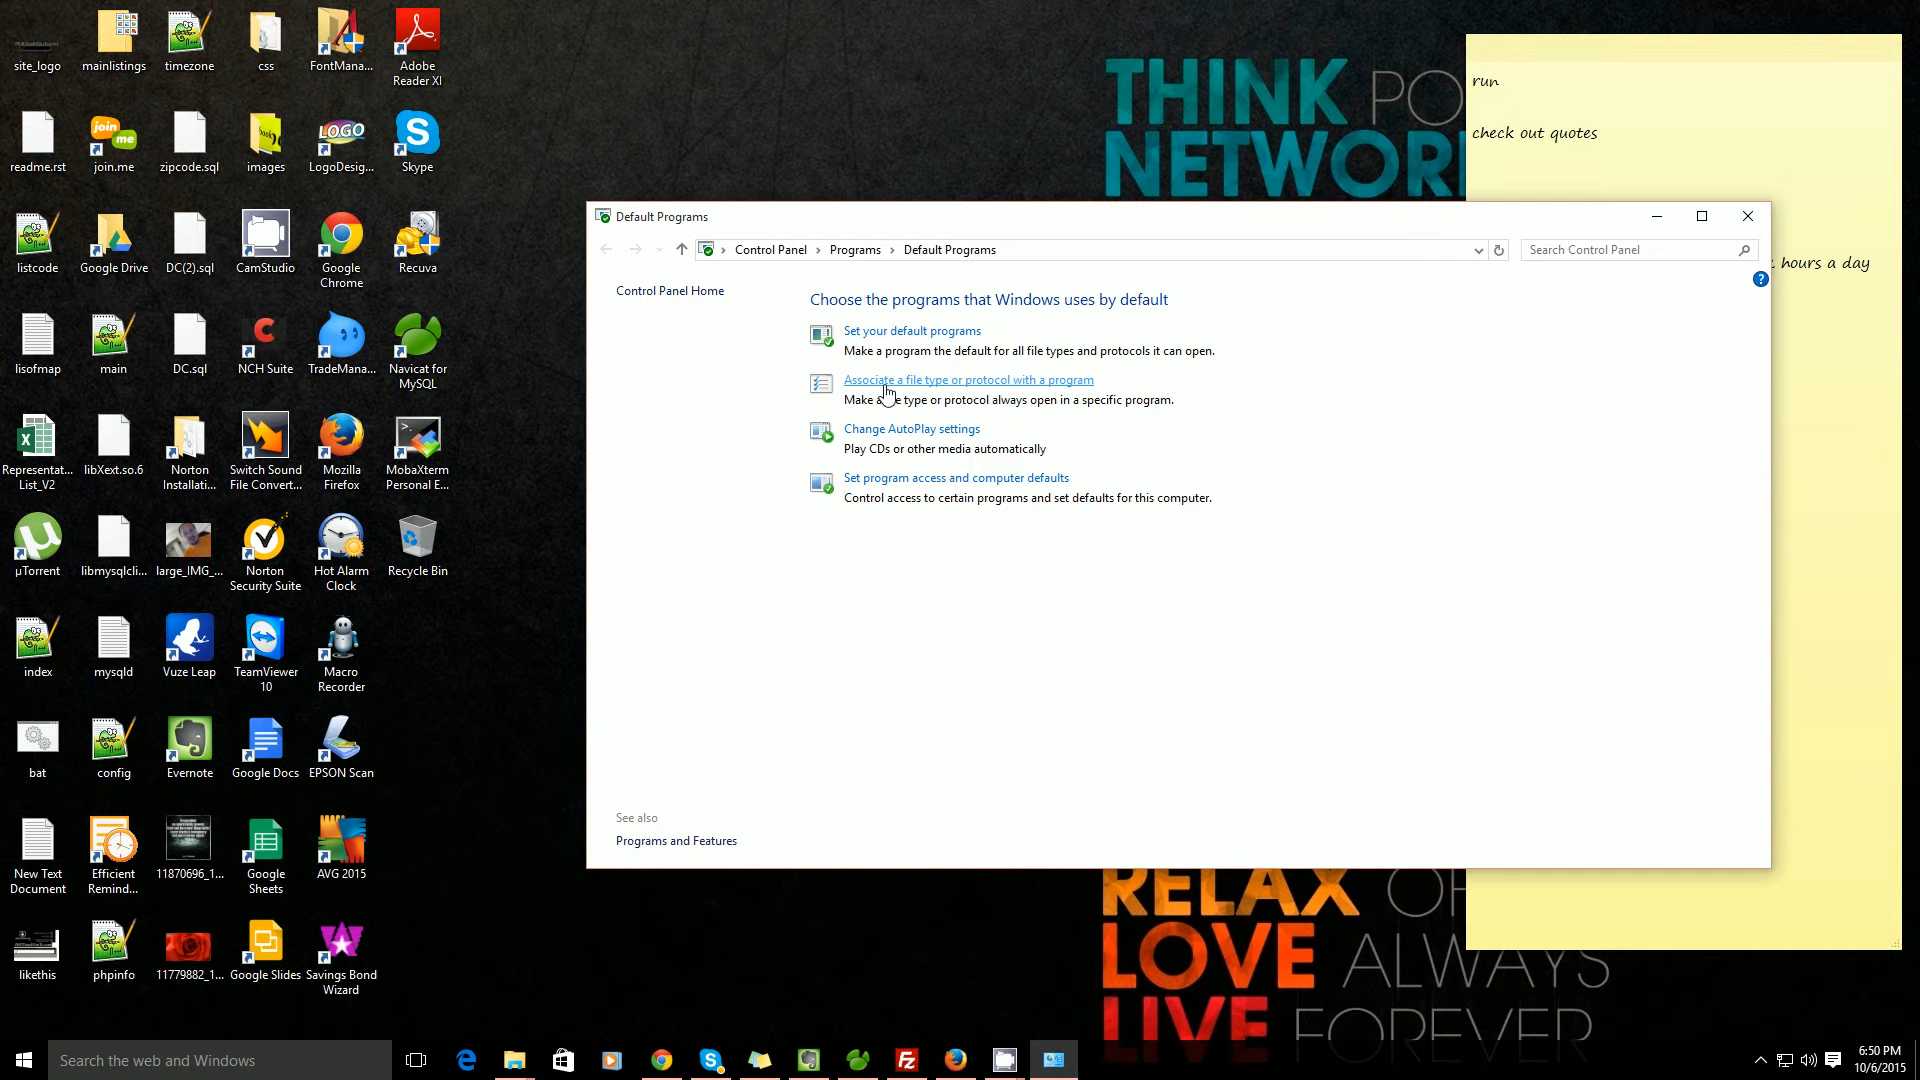 site_logo
mainlistings
timezone
css
FontMana...
Adobe
Reader XI
readme.rst
join.me
zipcode.sql
images
LogoDesig...
Skype
listcode
Google Drive
DC(2).sql
CamStudio
Google
Chrome
Recuva
lisofmap
main
DC.sql
NCH Suite
TradeMana...
Navicat for
MySQL
Representat...
List_V2
libXext.so.6
Norton
Installati...
Switch Sound
File Convert...
Mozilla
Firefox
MobaXterm
Personal E...
µTorrent
libmysqlcli...
large_IMG_...
Norton
Security Suite
Hot Alarm
Clock
Recycle Bin
index
mysqld
Vuze Leap
TeamViewer
10
Macro
Recorder
bat
config
Evernote
Google Docs
EPSON Scan
New Text
Document
Efficient
Remind...
11870696_1...
Google
Sheets
AVG 2015
likethis
phpinfo
11779882_1...
Google Slides
Savings Bond
Wizard
THINK PO
NETWOR
run
check out quotes
hours a day
Default Programs
Control Panel > Programs > Default Programs
Search Control Panel
Control Panel Home
Choose the programs that Windows uses by default
Set your default programs
Make a program the default for all file types and protocols it can open.
Associate a file type or protocol with a program
Make a type or protocol always open in a specific program.
Change AutoPlay settings
Play CDs or other media automatically
Set program access and computer defaults
Control access to certain programs and set defaults for this computer.
See also
Programs and Features
RELAX OF
LOVE ALWAYS
LIVE FOREVER
Search the web and Windows
6:50 PM
10/6/2015